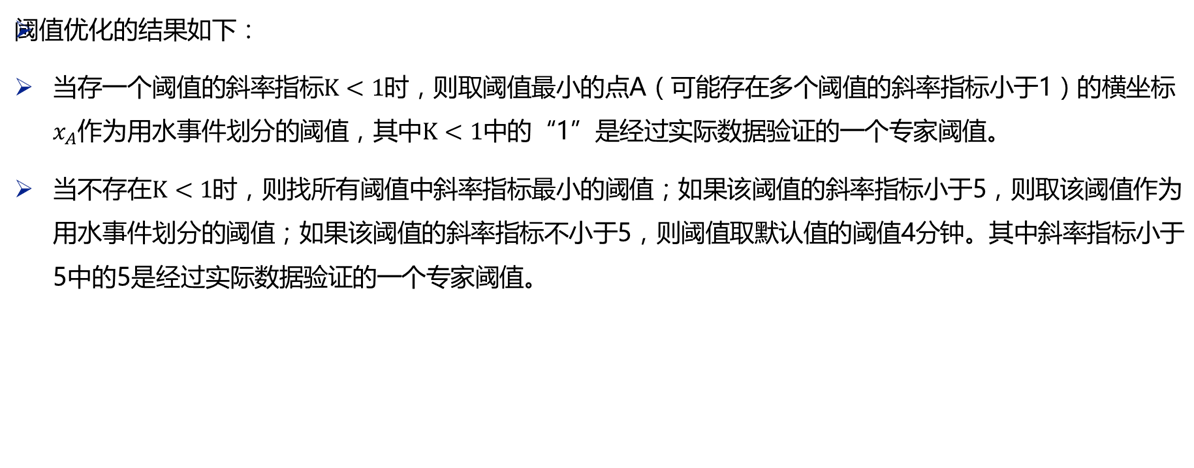 阈值优化的结果如下：
➢ 当存一个阈值的斜率指标K < 1时，则取阈值最小的点A（可能存在多个阈值的斜率指标小于1）的横坐标
x_A作为用水事件划分的阈值，其中K < 1中的“1”是经过实际数据验证的一个专家阈值。
➢ 当不存在K < 1时，则找所有阈值中斜率指标最小的阈值；如果该阈值的斜率指标小于5，则取该阈值作为
用水事件划分的阈值；如果该阈值的斜率指标不小于5，则阈值取默认值的阈值4分钟。其中斜率指标小于
5中的5是经过实际数据验证的一个专家阈值。